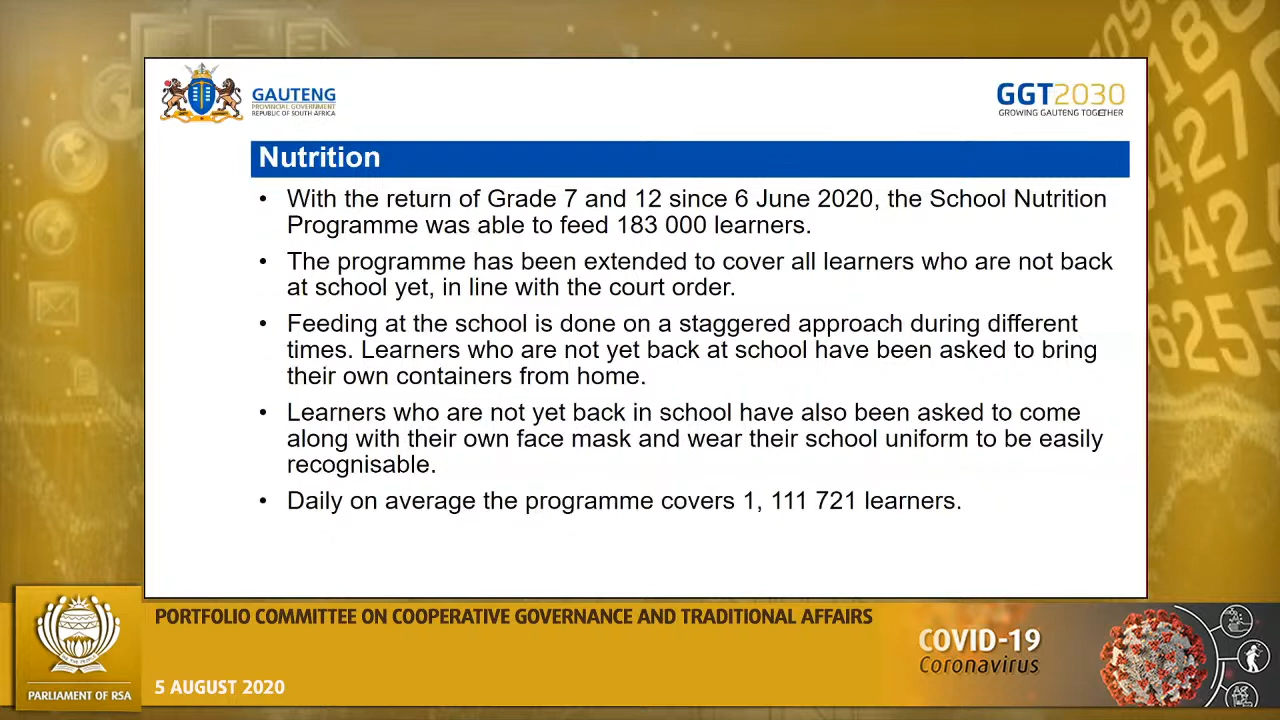 GAUTENG
PROVINCIAL GOVERNMENT
REPUBLIC OF SOUTH AFRICA
GGT2030
GROWING GAUTENG TOGETHER
Nutrition
• With the return of Grade 7 and 12 since 6 June 2020, the School Nutrition
Programme was able to feed 183 000 learners.
• The programme has been extended to cover all learners who are not back
at school yet, in line with the court order.
• Feeding at the school is done on a staggered approach during different
times. Learners who are not yet back at school have been asked to bring
their own containers from home.
• Learners who are not yet back in school have also been asked to come
along with their own face mask and wear their school uniform to be easily
recognisable.
• Daily on average the programme covers 1, 111 721 learners.
PORTFOLIO COMMITTEE ON COOPERATIVE GOVERNANCE AND TRADITIONAL AFFAIRS
COVID-19
Coronavirus
PARLIAMENT OF RSA
5 AUGUST 2020